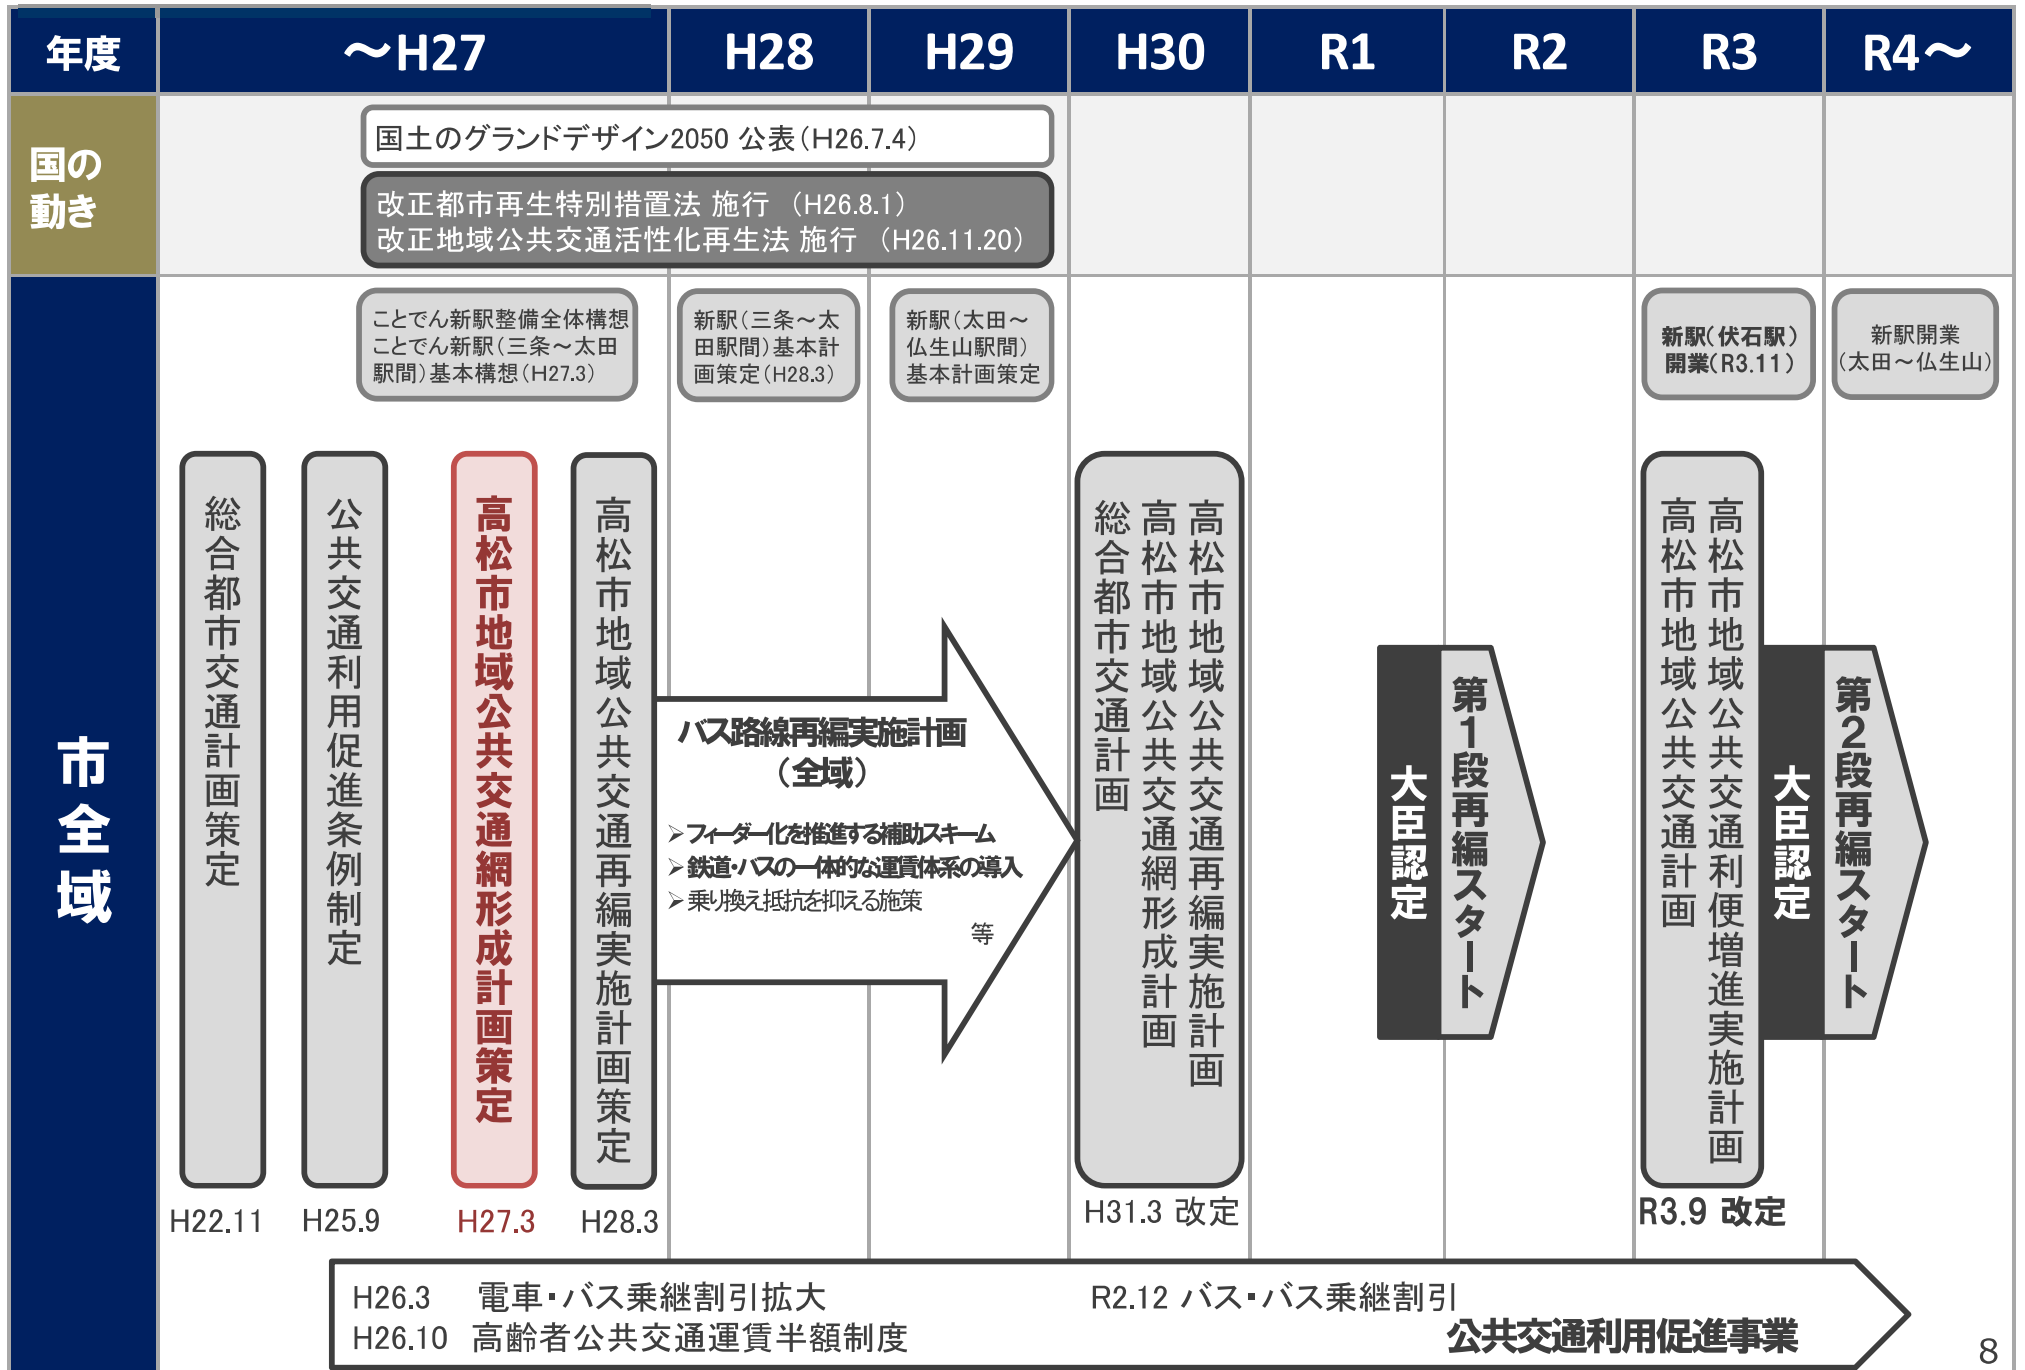 年度
～H27
H28
H29
H30
R1
R2
R3
R4～
国の
動き
国土のグランドデザイン2050 公表(H26.7.4)
改正都市再生特別措置法 施行 (H26.8.1)
改正地域公共交通活性化再生法 施行 (H26.11.20)
市全域
ことでん新駅整備全体構想
ことでん新駅(三条～太田
駅間)基本構想(H27.3)
新駅(三条～太
田駅間)基本計
画策定(H28.3)
新駅(太田～
仏生山駅間)
基本計画策定
新駅(伏石駅)
開業(R3.11)
新駅開業
(太田～仏生山)
総合都市交通計画策定
H22.11
公共交通利用促進条例制定
H25.9
高松市地域公共交通網形成計画策定
H27.3
高松市地域公共交通再編実施計画策定
H28.3
バス路線再編実施計画
(全域)
➢フィーダー化を推進する補助スキーム
➢鉄道・バスの一体的な運賃体系の導入
➢乗り換え抵抗を抑える施策
等
高松市地域公共交通再編実施計画
高松市地域公共交通網形成計画
総合都市交通計画
H31.3 改定
大臣認定
第1段再編スタート
高松市地域公共交通利便増進実施計画
高松市地域公共交通計画
R3.9 改定
大臣認定
第2段再編スタート
H26.3 電車・バス乗継割引拡大
R2.12 バス・バス乗継割引
H26.10 高齢者公共交通運賃半額制度
公共交通利用促進事業
8